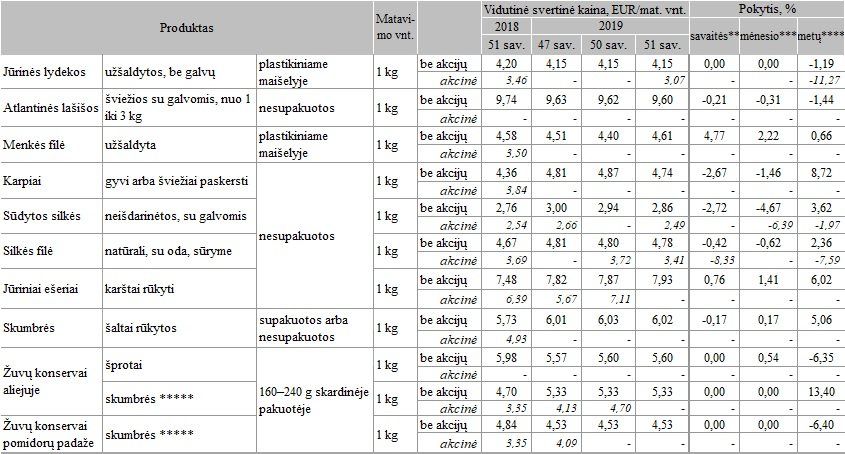 Produktas Matavi-mo vnt. Vidutinė svertinė kaina, EUR/mat. vnt. Pokytis, %
2018 2019 savaitės** mėnesio*** metų****
51 sav. 47 sav. 50 sav. 51 sav.
Jūrinės lydekos užšaldytos, be galvų plastikiniame maišelyje 1 kg be akcijų 4,20 4,15 4,15 4,15 0,00 0,00 -1,19
akcinė 3,46 - - 3,07 - - -11,27
Atlantinės lašišos šviežios su galvomis, nuo 1 iki 3 kg nesupakuotos 1 kg be akcijų 9,74 9,63 9,62 9,60 -0,21 -0,31 -1,44
akcinė - - - - - - -
Menkės filė užšaldyta plastikiniame maišelyje 1 kg be akcijų 4,58 4,51 4,40 4,61 4,77 2,22 0,66
akcinė 3,50 - - - - - -
Karpiai gyvi arba šviežiai paskersti nesupakuotos 1 kg be akcijų 4,36 4,81 4,87 4,74 -2,67 -1,46 8,72
akcinė 3,84 - - - - - -
Sūdytos silkės neišdarinėtos, su galvomis 1 kg be akcijų 2,76 3,00 2,94 2,86 -2,72 -4,67 3,62
akcinė 2,54 2,66 - 2,49 - -6,39 -1,97
Silkės filė natūrali, su oda, sūryme 1 kg be akcijų 4,67 4,81 4,80 4,78 -0,42 -0,62 2,36
akcinė 3,69 - 3,72 3,41 -8,33 - -7,59
Jūriniai ešeriai karštai rūkyti 1 kg be akcijų 7,48 7,82 7,87 7,93 0,76 1,41 6,02
akcinė 6,39 5,67 7,11 - - - -
Skumbrės šaltai rūkytos supakuotos arba nesupakuotos 1 kg be akcijų 5,73 6,01 6,03 6,02 -0,17 0,17 5,06
akcinė 4,93 - - - - - -
Žuvų konservai aliejuje šprotai 160–240 g skardinėje pakuotėje 1 kg be akcijų 5,98 5,57 5,60 5,60 0,00 0,54 -6,35
akcinė - - - - - - -
skumbrės ***** 1 kg be akcijų 4,70 5,33 5,33 5,33 0,00 0,00 13,40
akcinė 3,35 4,13 4,70 - - - -
Žuvų konservai pomidorų padaže skumbrės ***** 1 kg be akcijų 4,84 4,53 4,53 4,53 0,00 0,00 -6,40
akcinė 3,35 4,09 - - - - -